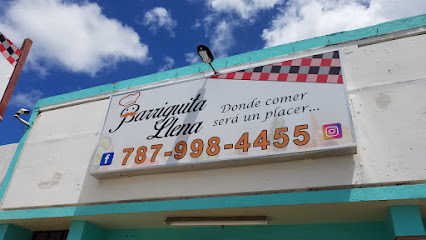 Barriguita
Llena
Donde comer
será un placer...
787-998-4455